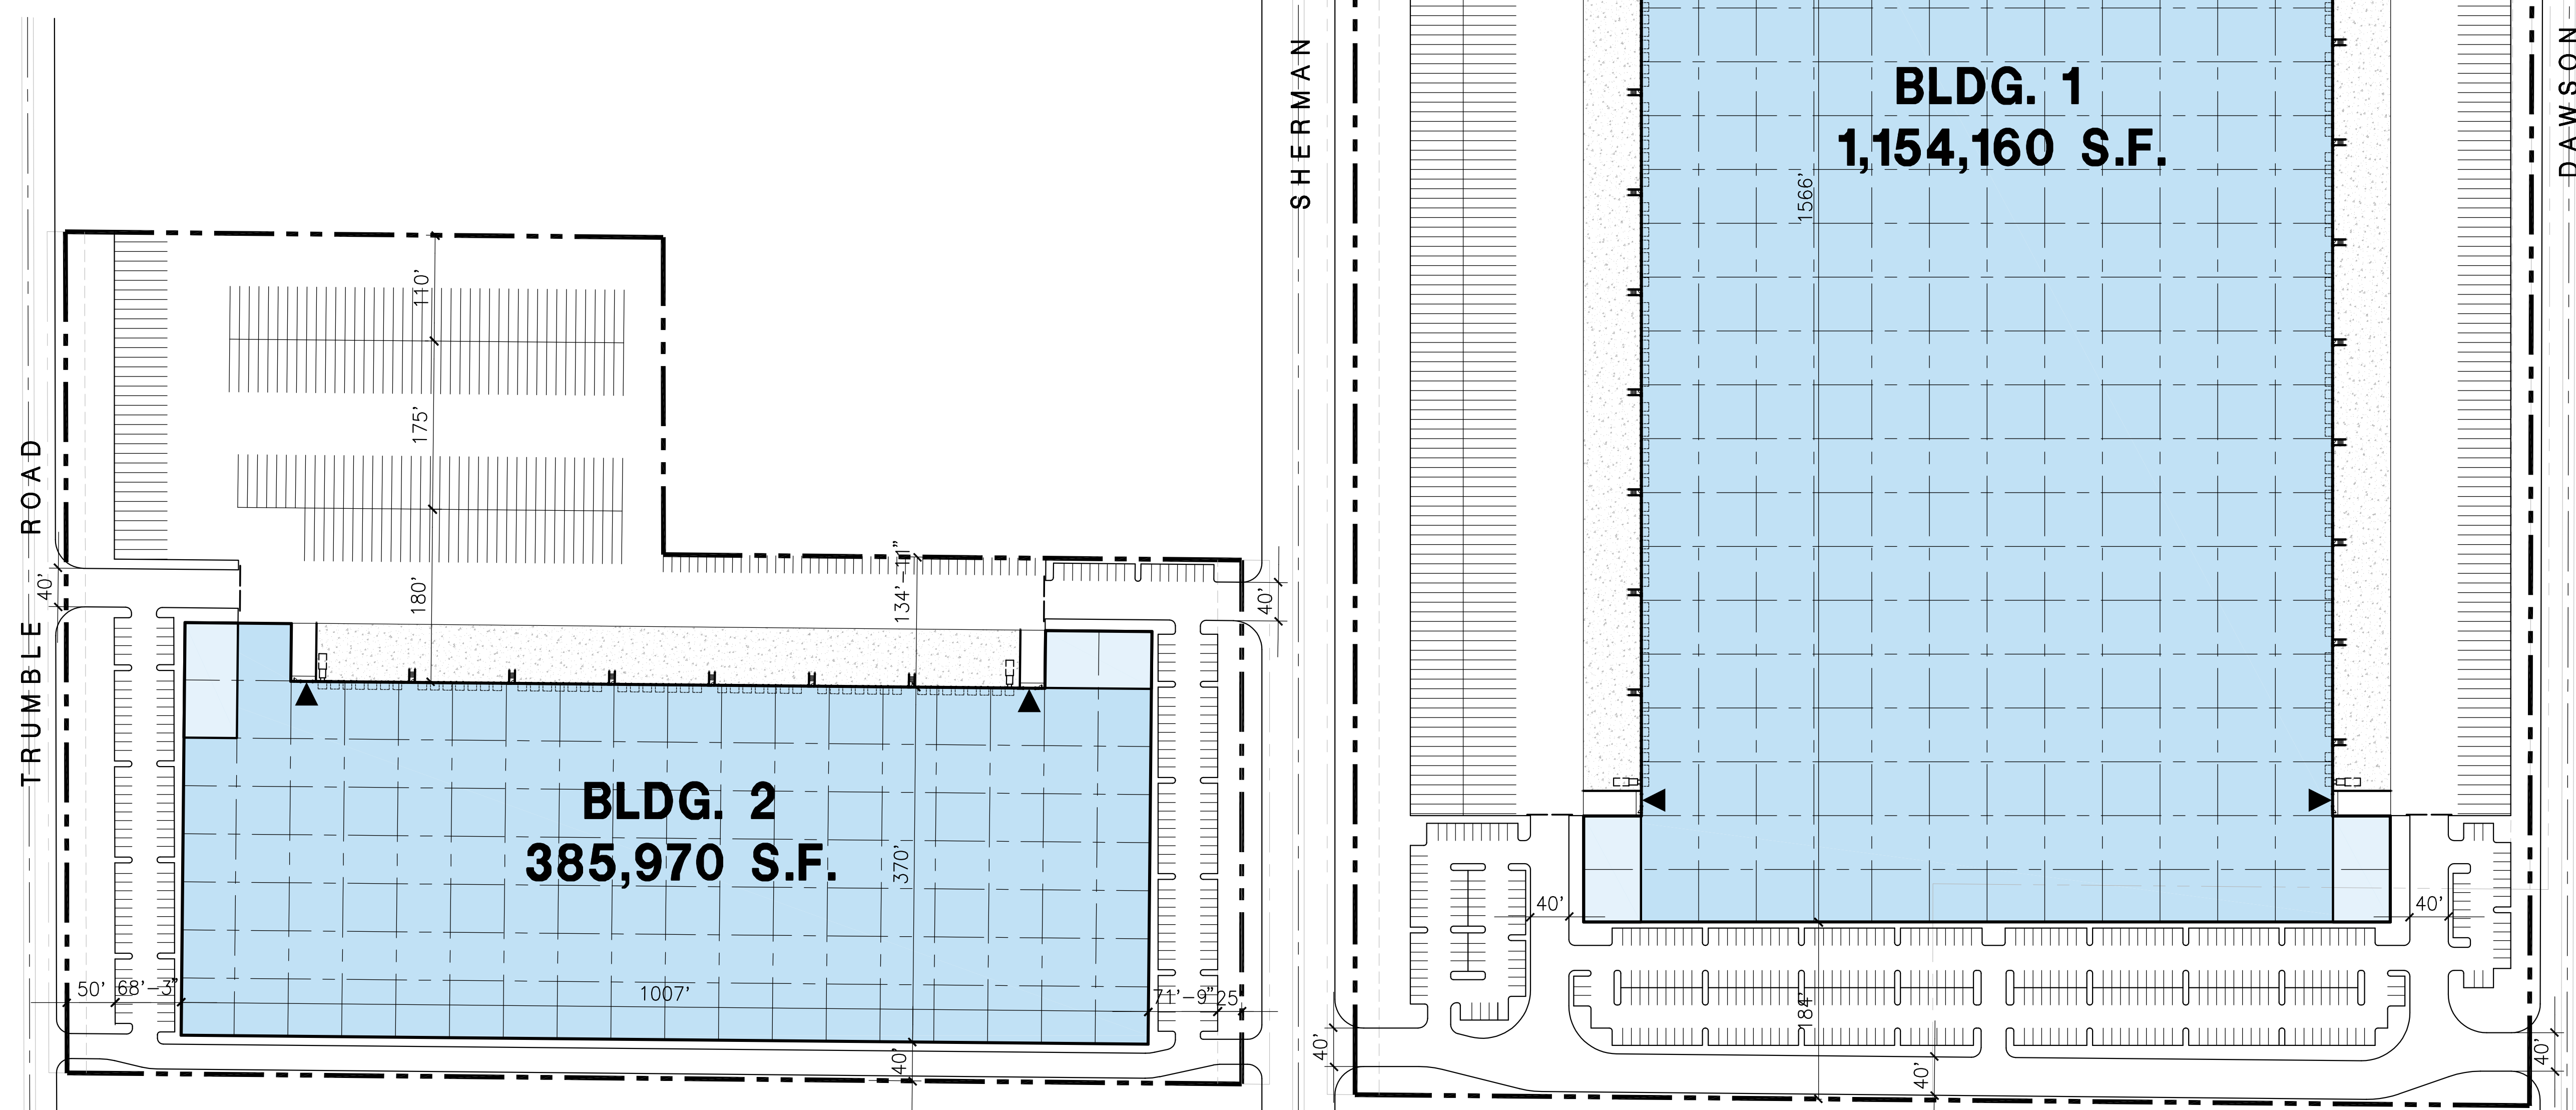 TRUMBLE ROAD
SHERMAN
DAWSON
BLDG. 1
1,154,160 S.F.
1566'
110'
175'
180'
134'-11"
40'
40'
BLDG. 2
385,970 S.F.
370'
50'
68'-3"
1007'
71'-9"
25'
40'
40'
40'
184'
40'
40'
40'